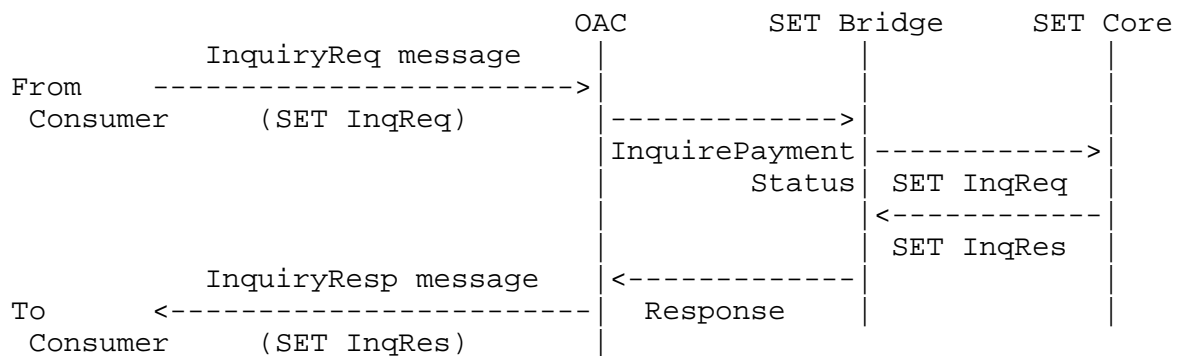 OAC SET Bridge SET Core
InquiryReq message
From ------------------------>
Consumer (SET InqReq) ------------->
InquirePayment ------------>
Status SET InqReq
<------------
SET InqRes
InquiryResp message <-------------
To <------------------------ Response
Consumer (SET InqRes)